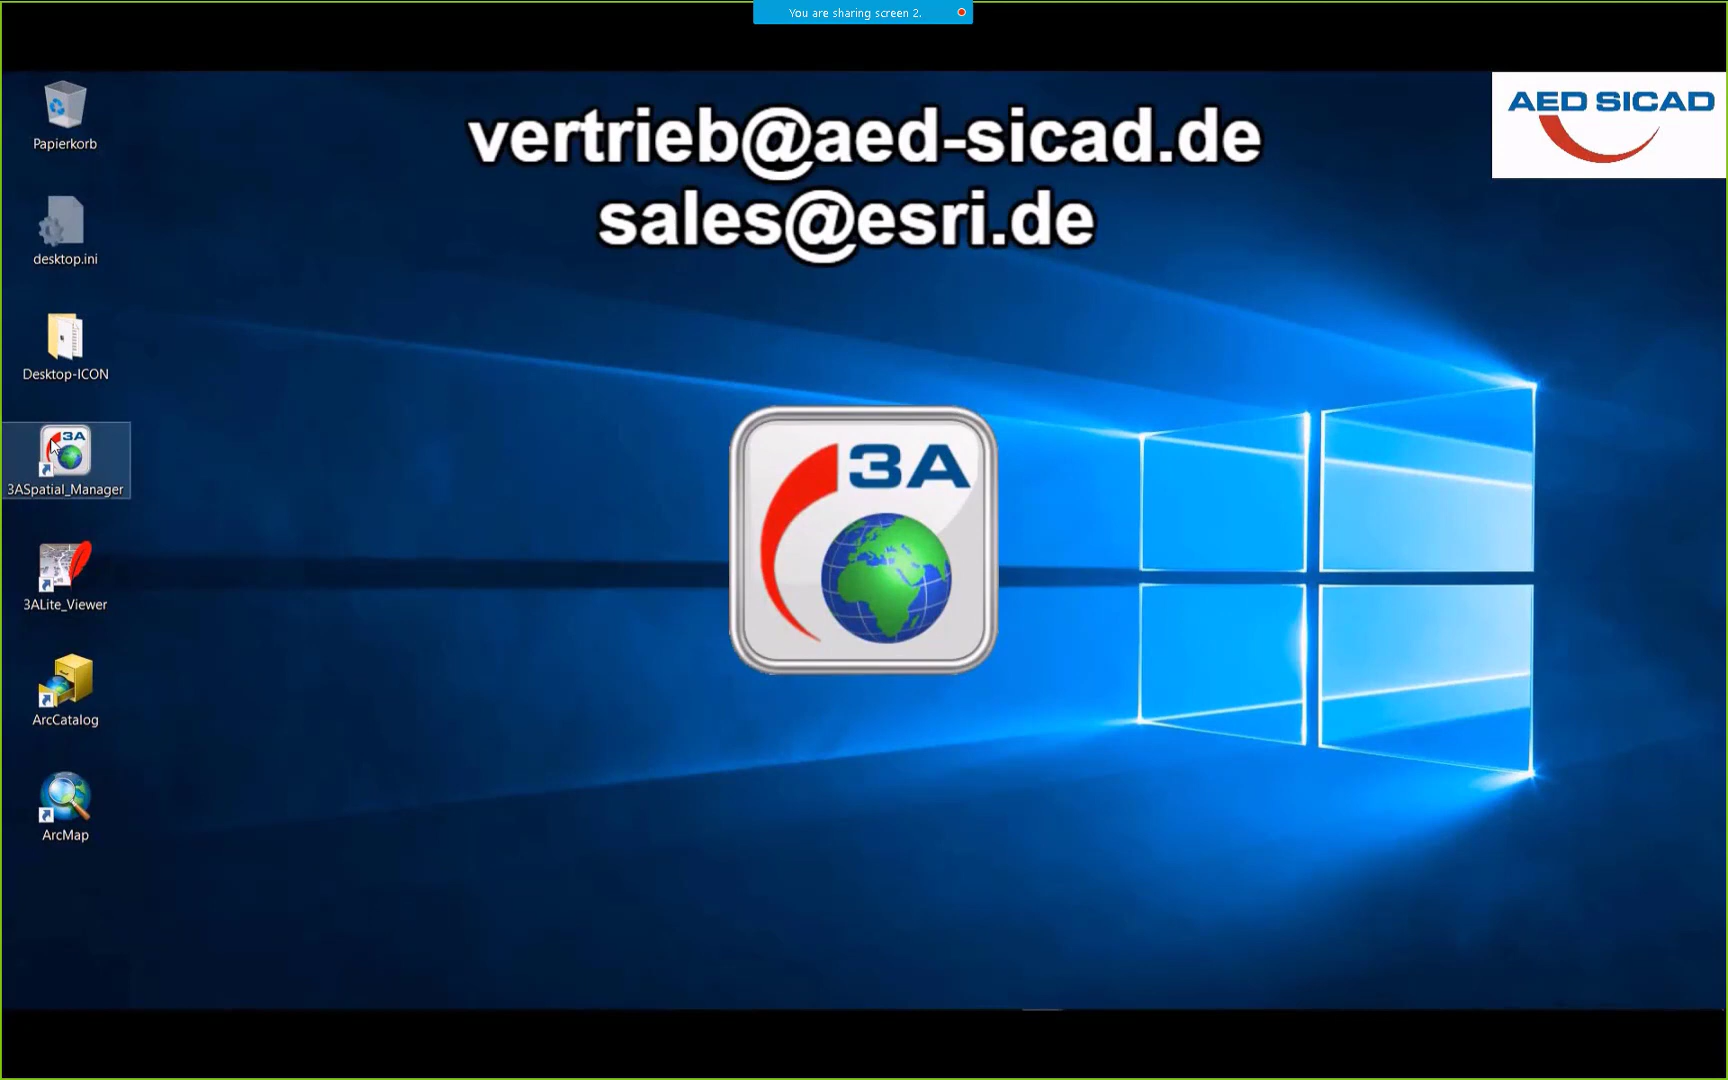 You are sharing screen 2.
vertrieb@aed-sicad.de
sales@esri.de
AED SICAD
Papierkorb
desktop.ini
Desktop-ICON
3A
3ASpatial_Manager
3ALite_Viewer
ArcCatalog
ArcMap
3A